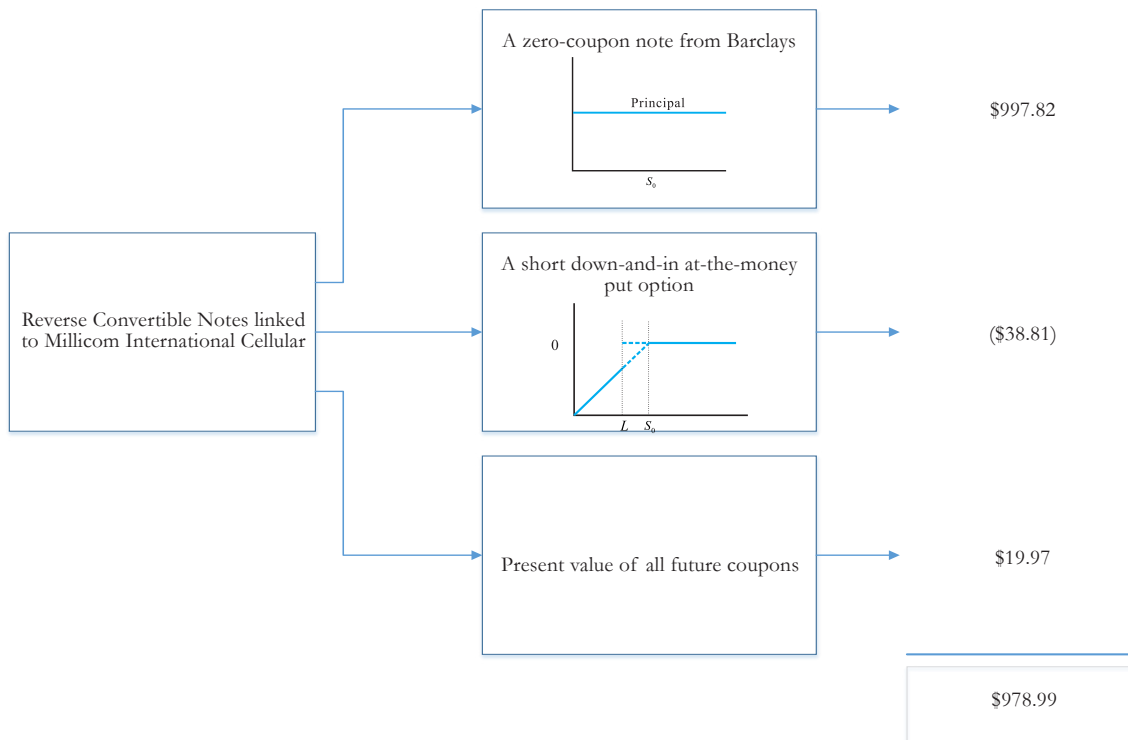 A zero-coupon note from Barclays
Principal
S₀
$997.82
Reverse Convertible Notes linked
to Millicom International Cellular
A short down-and-in at-the-money
put option
0
L S₀
($38.81)
Present value of all future coupons
$19.97
$978.99